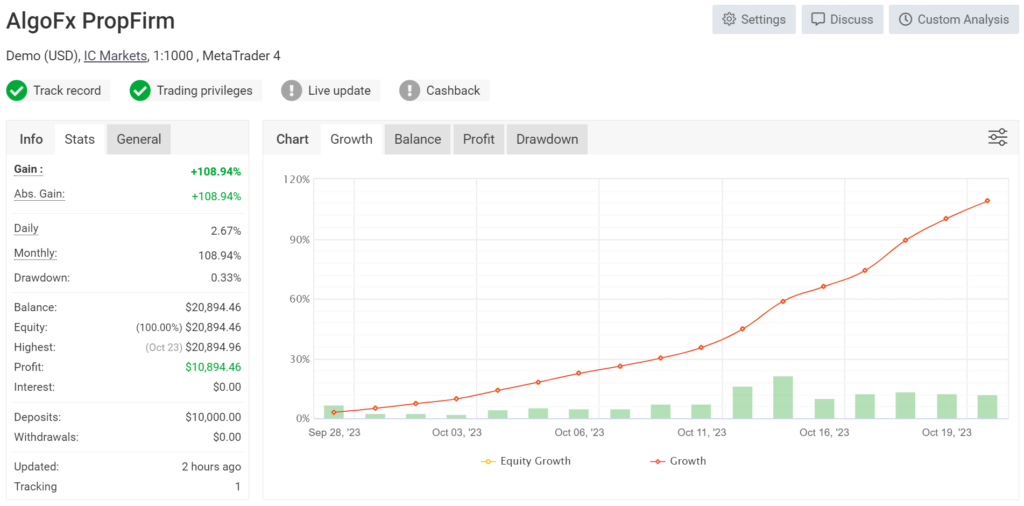 AlgoFx PropFirm
Settings
Discuss
Custom Analysis
Demo (USD), IC Markets, 1:1000 , MetaTrader 4
Track record
Trading privileges
Live update
Cashback
Info Stats General
Gain : +108.94%
Abs. Gain: +108.94%
Daily 2.67%
Monthly: 108.94%
Drawdown: 0.33%
Balance: $20,894.46
Equity: (100.00%) $20,894.46
Highest: (Oct 23) $20,894.96
Profit: $10,894.46
Interest: $0.00
Deposits: $10,000.00
Withdrawals: $0.00
Updated: 2 hours ago
Tracking 1
Chart Growth Balance Profit Drawdown
120%
90%
60%
30%
0%
Sep 28, '23 Oct 03, '23 Oct 06, '23 Oct 11, '23 Oct 16, '23 Oct 19, '23
Equity Growth Growth